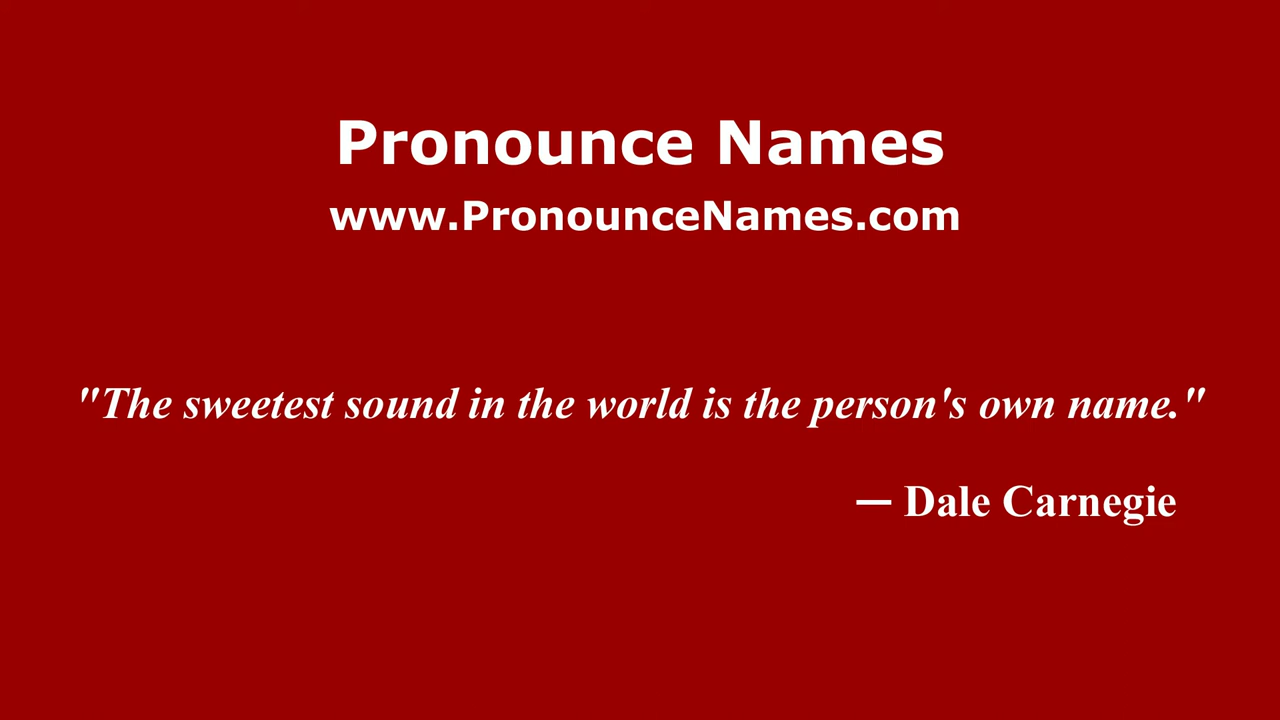 Pronounce Names
www.PronounceNames.com
"The sweetest sound in the world is the person's own name."
— Dale Carnegie